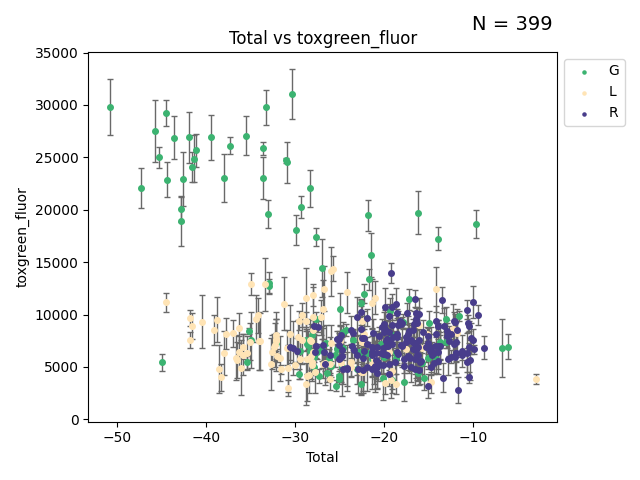 N = 399
Total vs toxgreen_fluor
G
L
R
toxgreen_fluor
35000
30000
25000
20000
15000
10000
5000
0
−50
−40
−30
−20
−10
Total